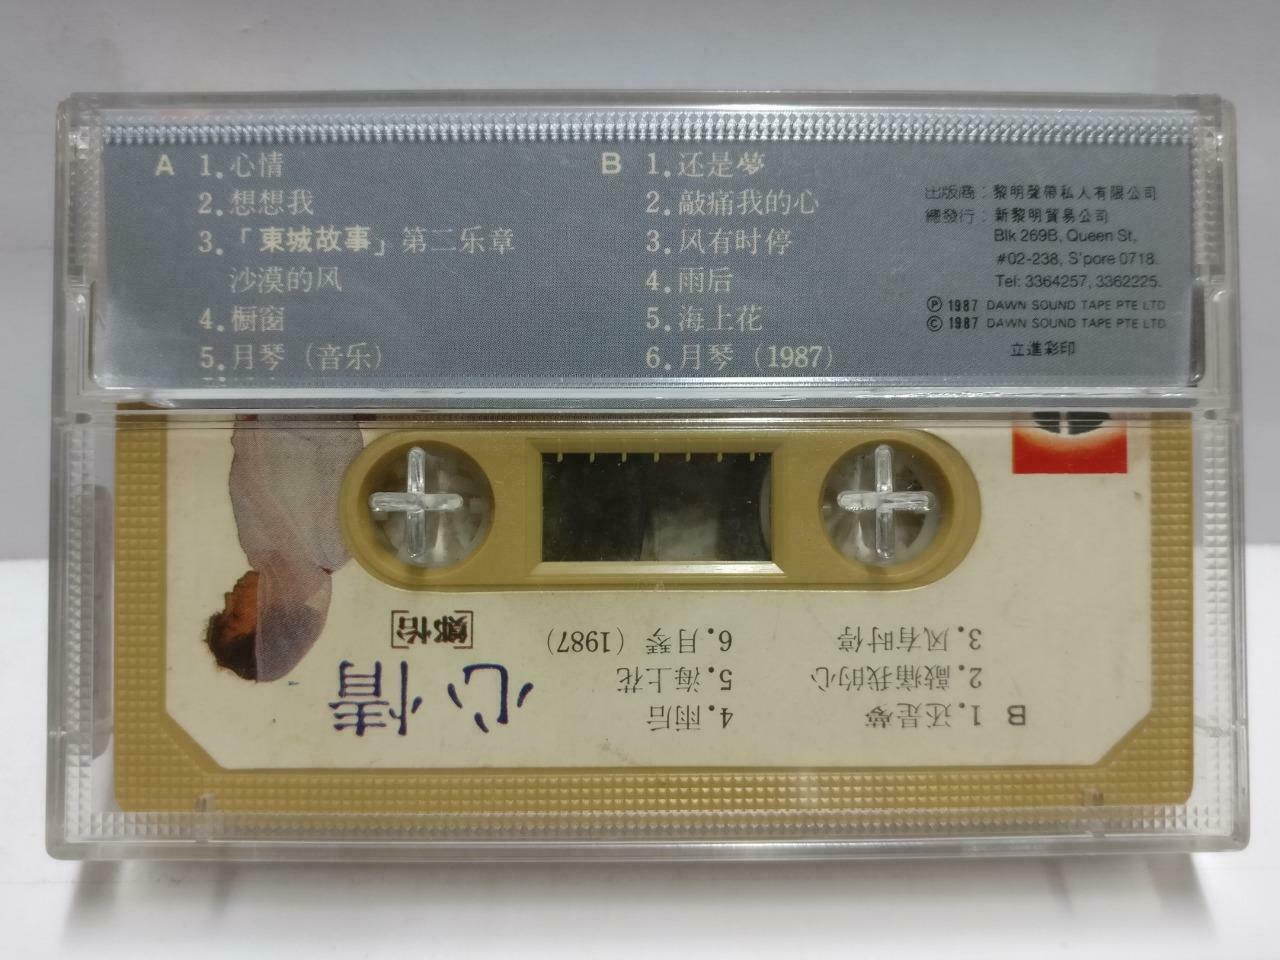 A 1.心情
2.想想我
3.「東城故事」第二乐章
沙漠的风
4.橱窗
5.月琴（音乐）
B 1.还是夢
2.敲痛我的心
3.风有时停
4.雨后
5.海上花
6.月琴（1987）
出版商：黎明聲帶私人有限公司
總發行：新黎明貿易公司
Blk 269B, Queen St,
#02-238, S'pore 0718.
Tel: 3364257, 3362225.
Ⓟ 1987 DAWN SOUND TAPE PTE LTD
© 1987 DAWN SOUND TAPE PTE LTD
立進彩印
B 1.还是夢
2.敲痛我的心
3.风有时停
4.雨后
5.海上花
6.月琴（1987）
心情
[鄭怡]